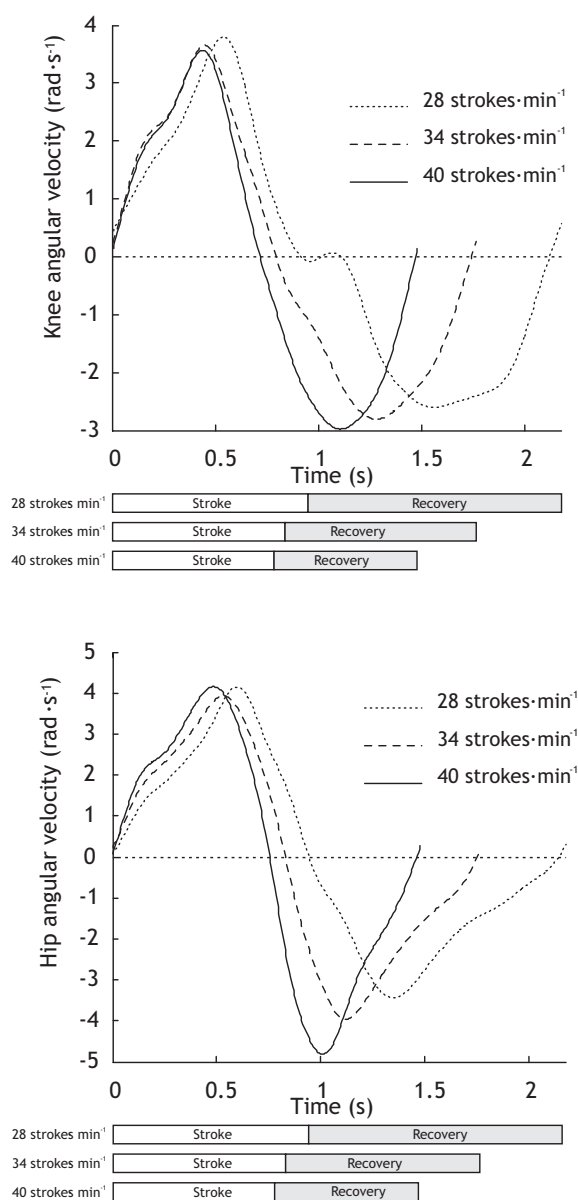 4
3
2
1
0
-1
-2
-3
Knee angular velocity (rad·s⁻¹)
28 strokes·min⁻¹
34 strokes·min⁻¹
40 strokes·min⁻¹
0 0.5 1 1.5 2
Time (s)
28 strokes min⁻¹ Stroke Recovery
34 strokes min⁻¹ Stroke Recovery
40 strokes min⁻¹ Stroke Recovery
5
4
3
2
1
0
-1
-2
-3
-4
-5
Hip angular velocity (rad·s⁻¹)
28 strokes·min⁻¹
34 strokes·min⁻¹
40 strokes·min⁻¹
0 0.5 1 1.5 2
Time (s)
28 strokes min⁻¹ Stroke Recovery
34 strokes min⁻¹ Stroke Recovery
40 strokes min⁻¹ Stroke Recovery